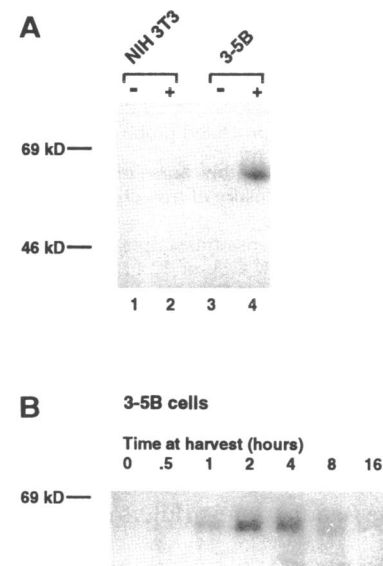 A
NIH 3T3 3-5B
- + - +
69 kD
46 kD
1 2 3 4
B 3-5B cells
Time at harvest (hours)
0 .5 1 2 4 8 16
69 kD